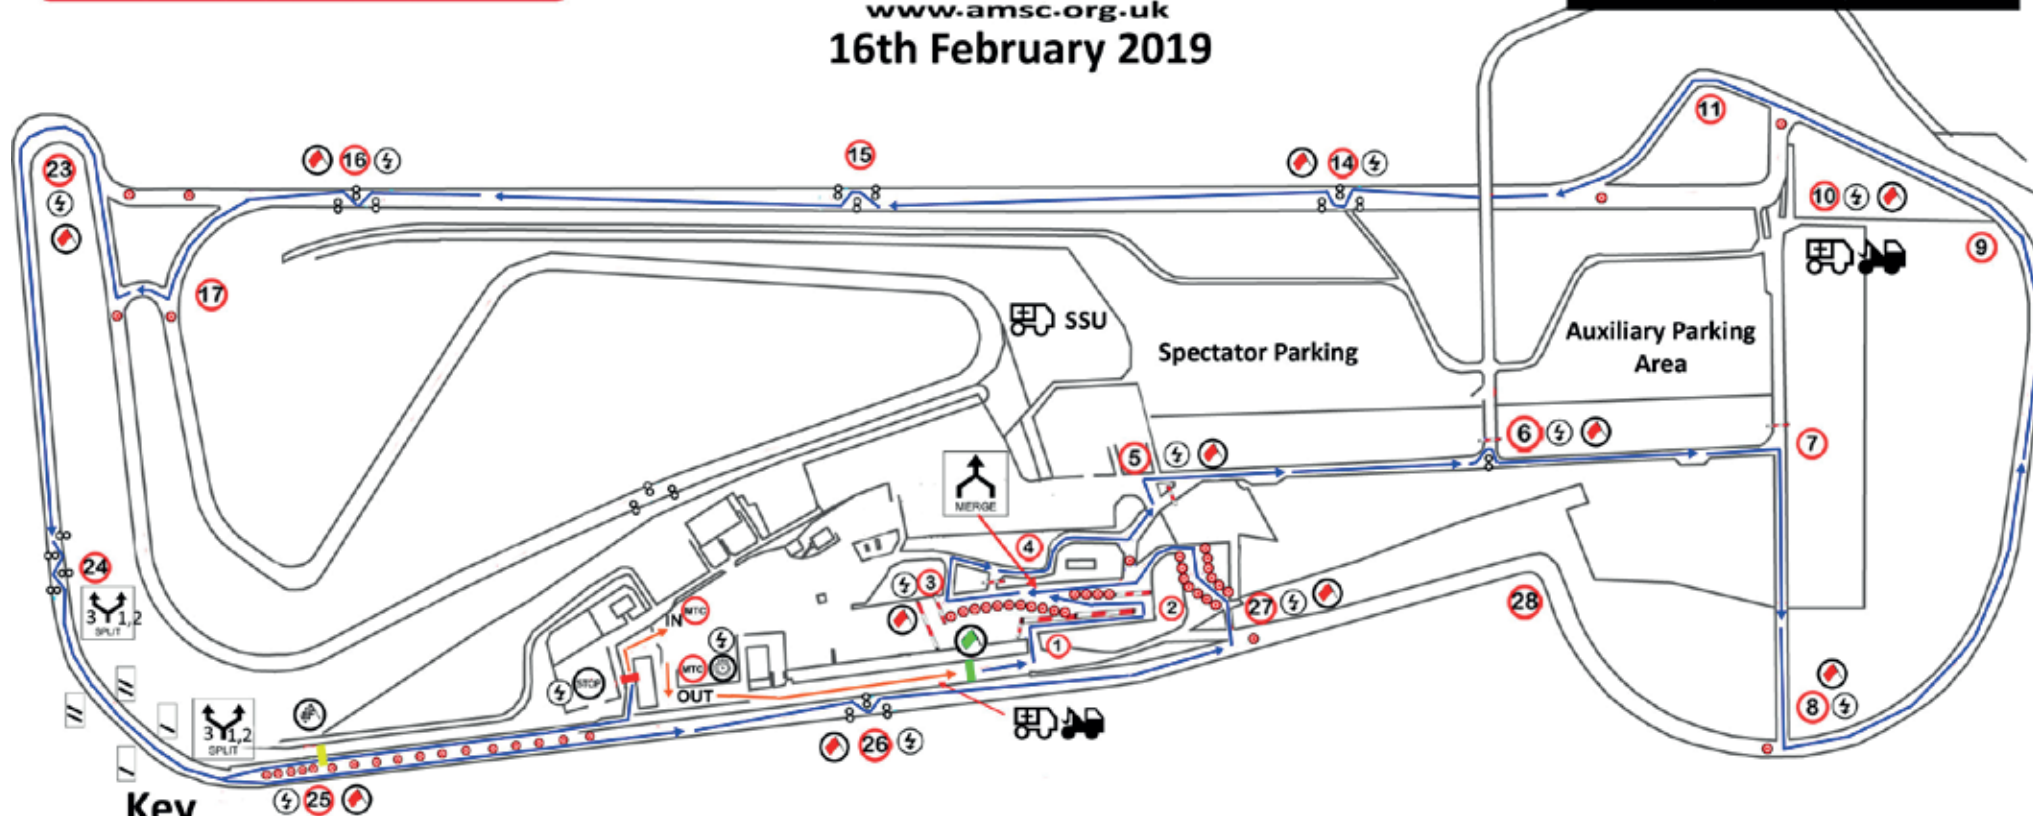 www.amsc.org.uk
16th February 2019
11
23
16
15
14
10
9
17
SSU
Spectator Parking
Auxiliary Parking
Area
6
7
5
MERGE
4
3
24
3 1,2
SPLIT
2
27
28
IN
MTC
1
STOP
MTC
OUT
8
3 1,2
SPLIT
26
25
Key